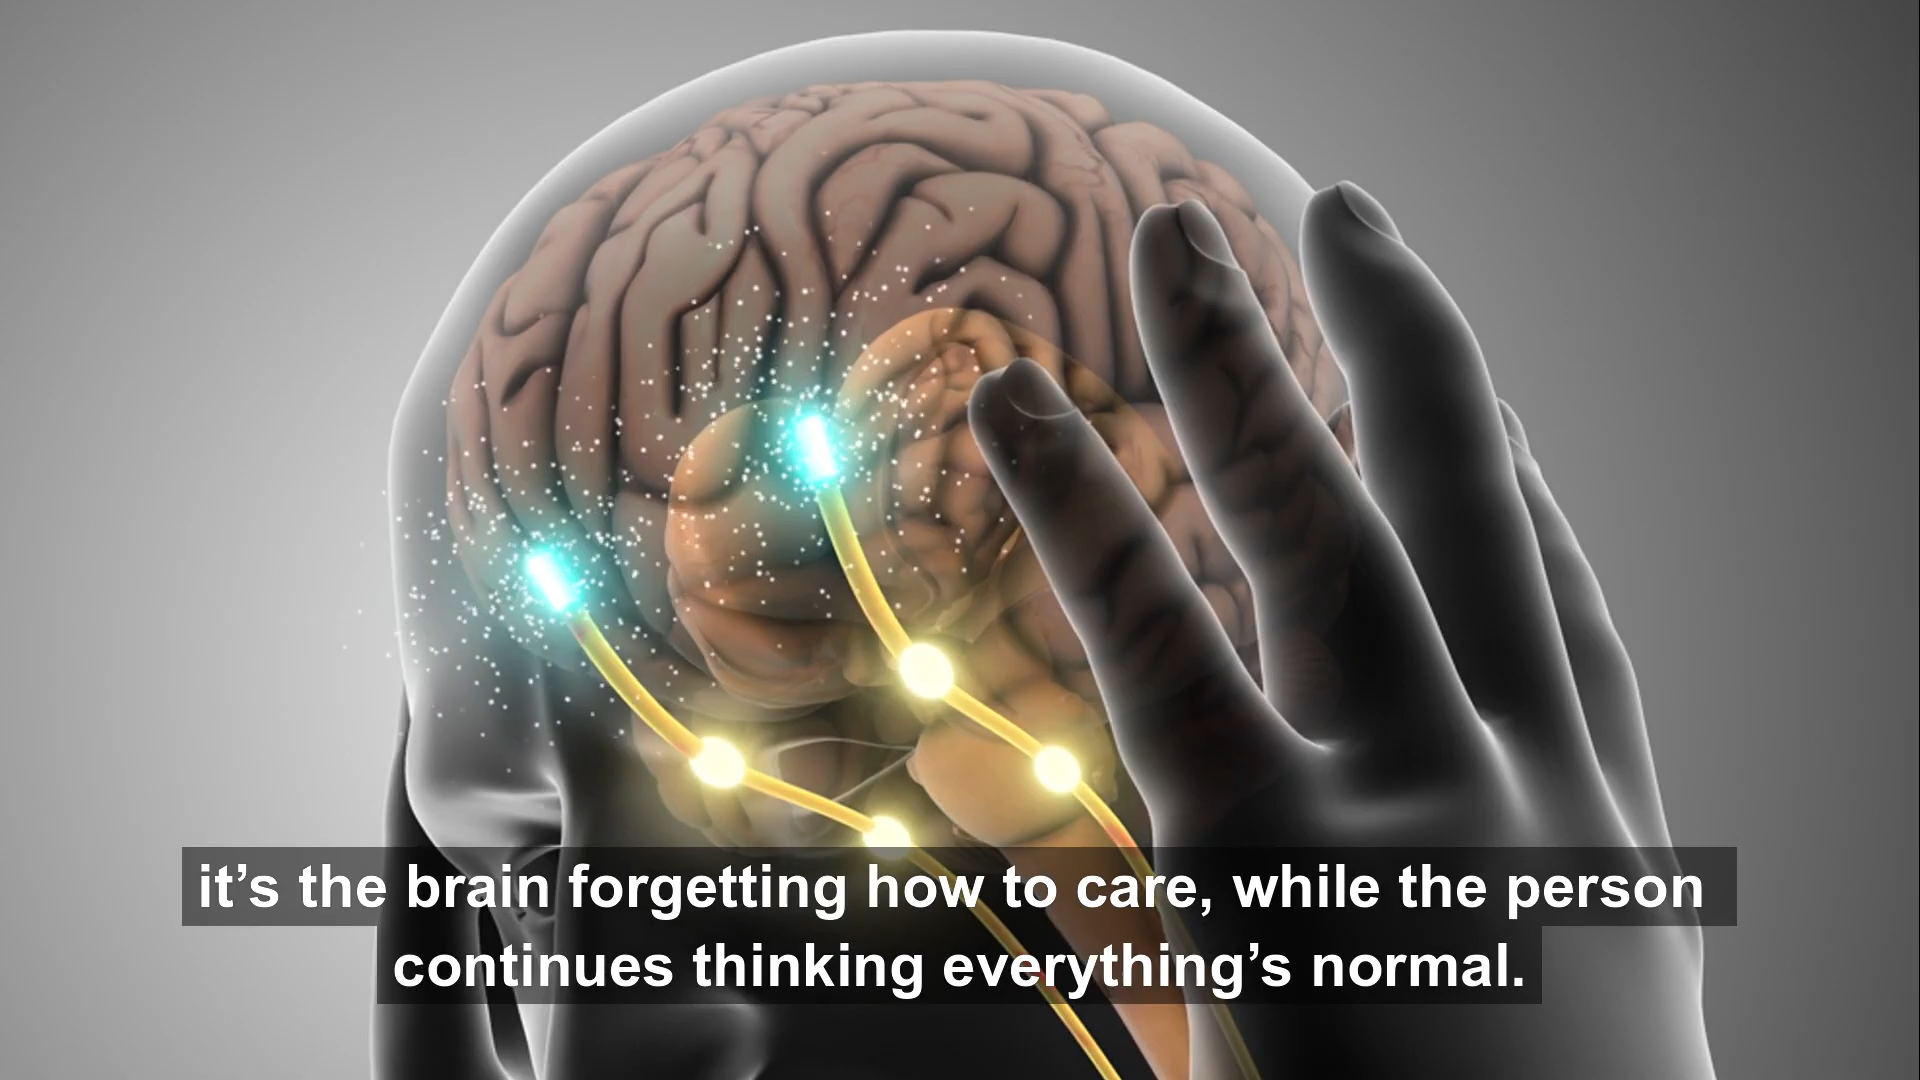 it’s the brain forgetting how to care, while the person
continues thinking everything’s normal.